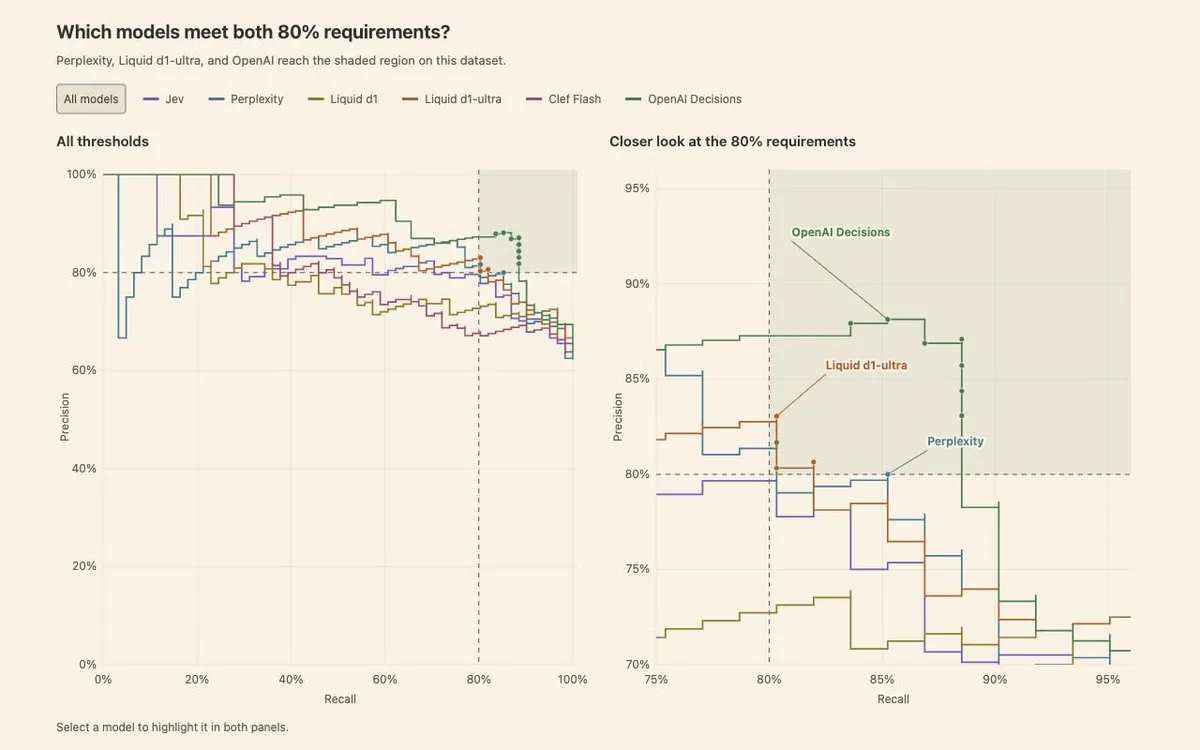 Which models meet both 80% requirements?
Perplexity, Liquid d1-ultra, and OpenAI reach the shaded region on this dataset.
All models
Jev
Perplexity
Liquid d1
Liquid d1-ultra
Clef Flash
OpenAI Decisions
All thresholds
100%
80%
60%
40%
20%
0%
Precision
0%
20%
40%
60%
80%
100%
Recall
Closer look at the 80% requirements
95%
90%
85%
80%
75%
70%
Precision
OpenAI Decisions
Liquid d1-ultra
Perplexity
75%
80%
85%
90%
95%
Recall
Select a model to highlight it in both panels.